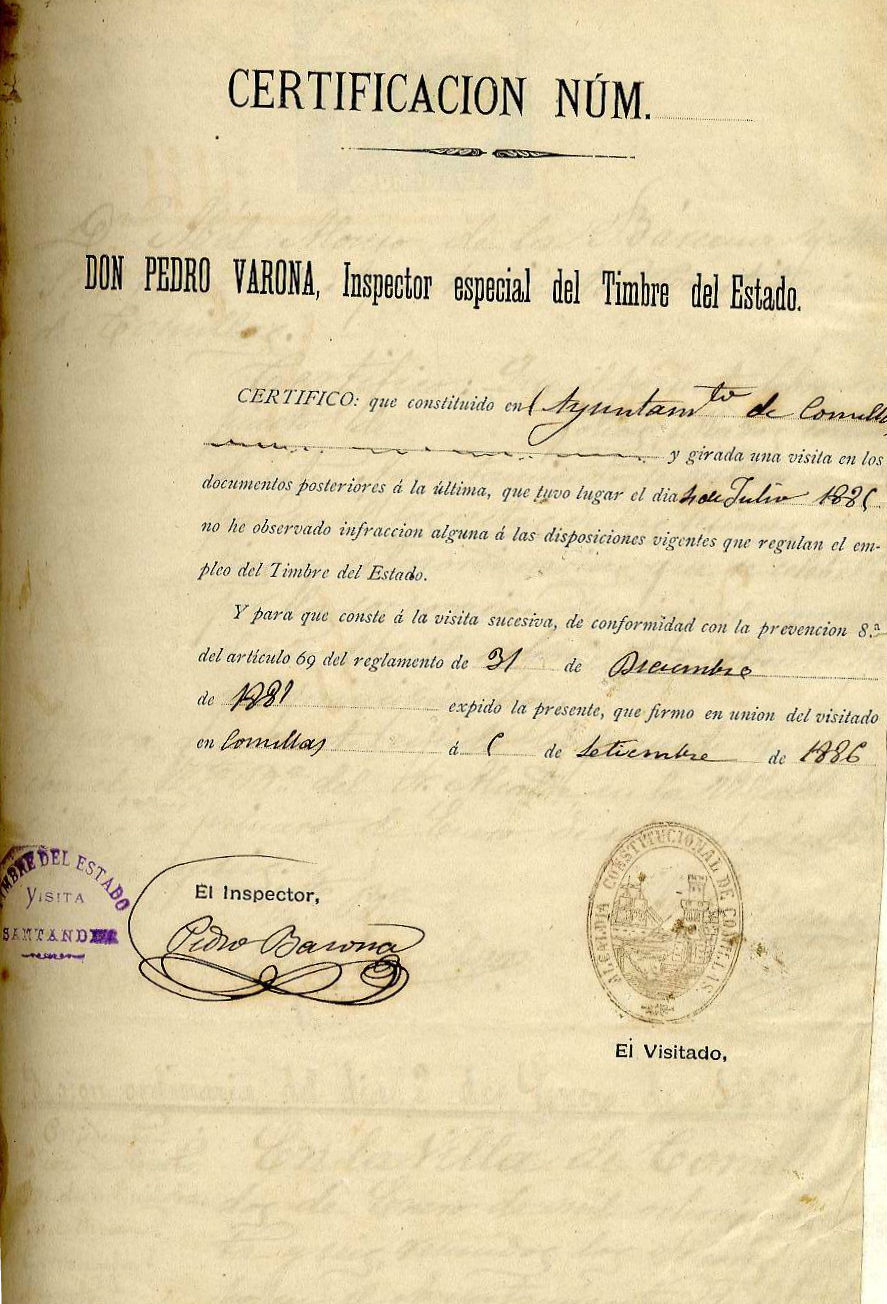 CERTIFICACION NÚM.
DON PEDRO VARONA, Inspector especial del Timbre del Estado.
CERTIFICO: que constituido en Ayuntamto de Comillas
y girada una visita en los
documentos posteriores á la última, que tuvo lugar el dia 4 de Julio 1885
no he observado infraccion alguna á las disposiciones vigentes que regulan el em-
pleo del Timbre del Estado.
Y para que conste á la visita sucesiva, de conformidad con la prevencion 8.ª
del artículo 69 del reglamento de 31 de Diciembre
de 1881 expido la presente, que firmo en union del visitado
en Comillas á 5 de Setiembre de 1886
TIMBRE DEL ESTADO
VISITA
SANTANDER
El Inspector,
Pedro Barona
ALCALDIA CONSTITUCIONAL DE COMILLAS
El Visitado,